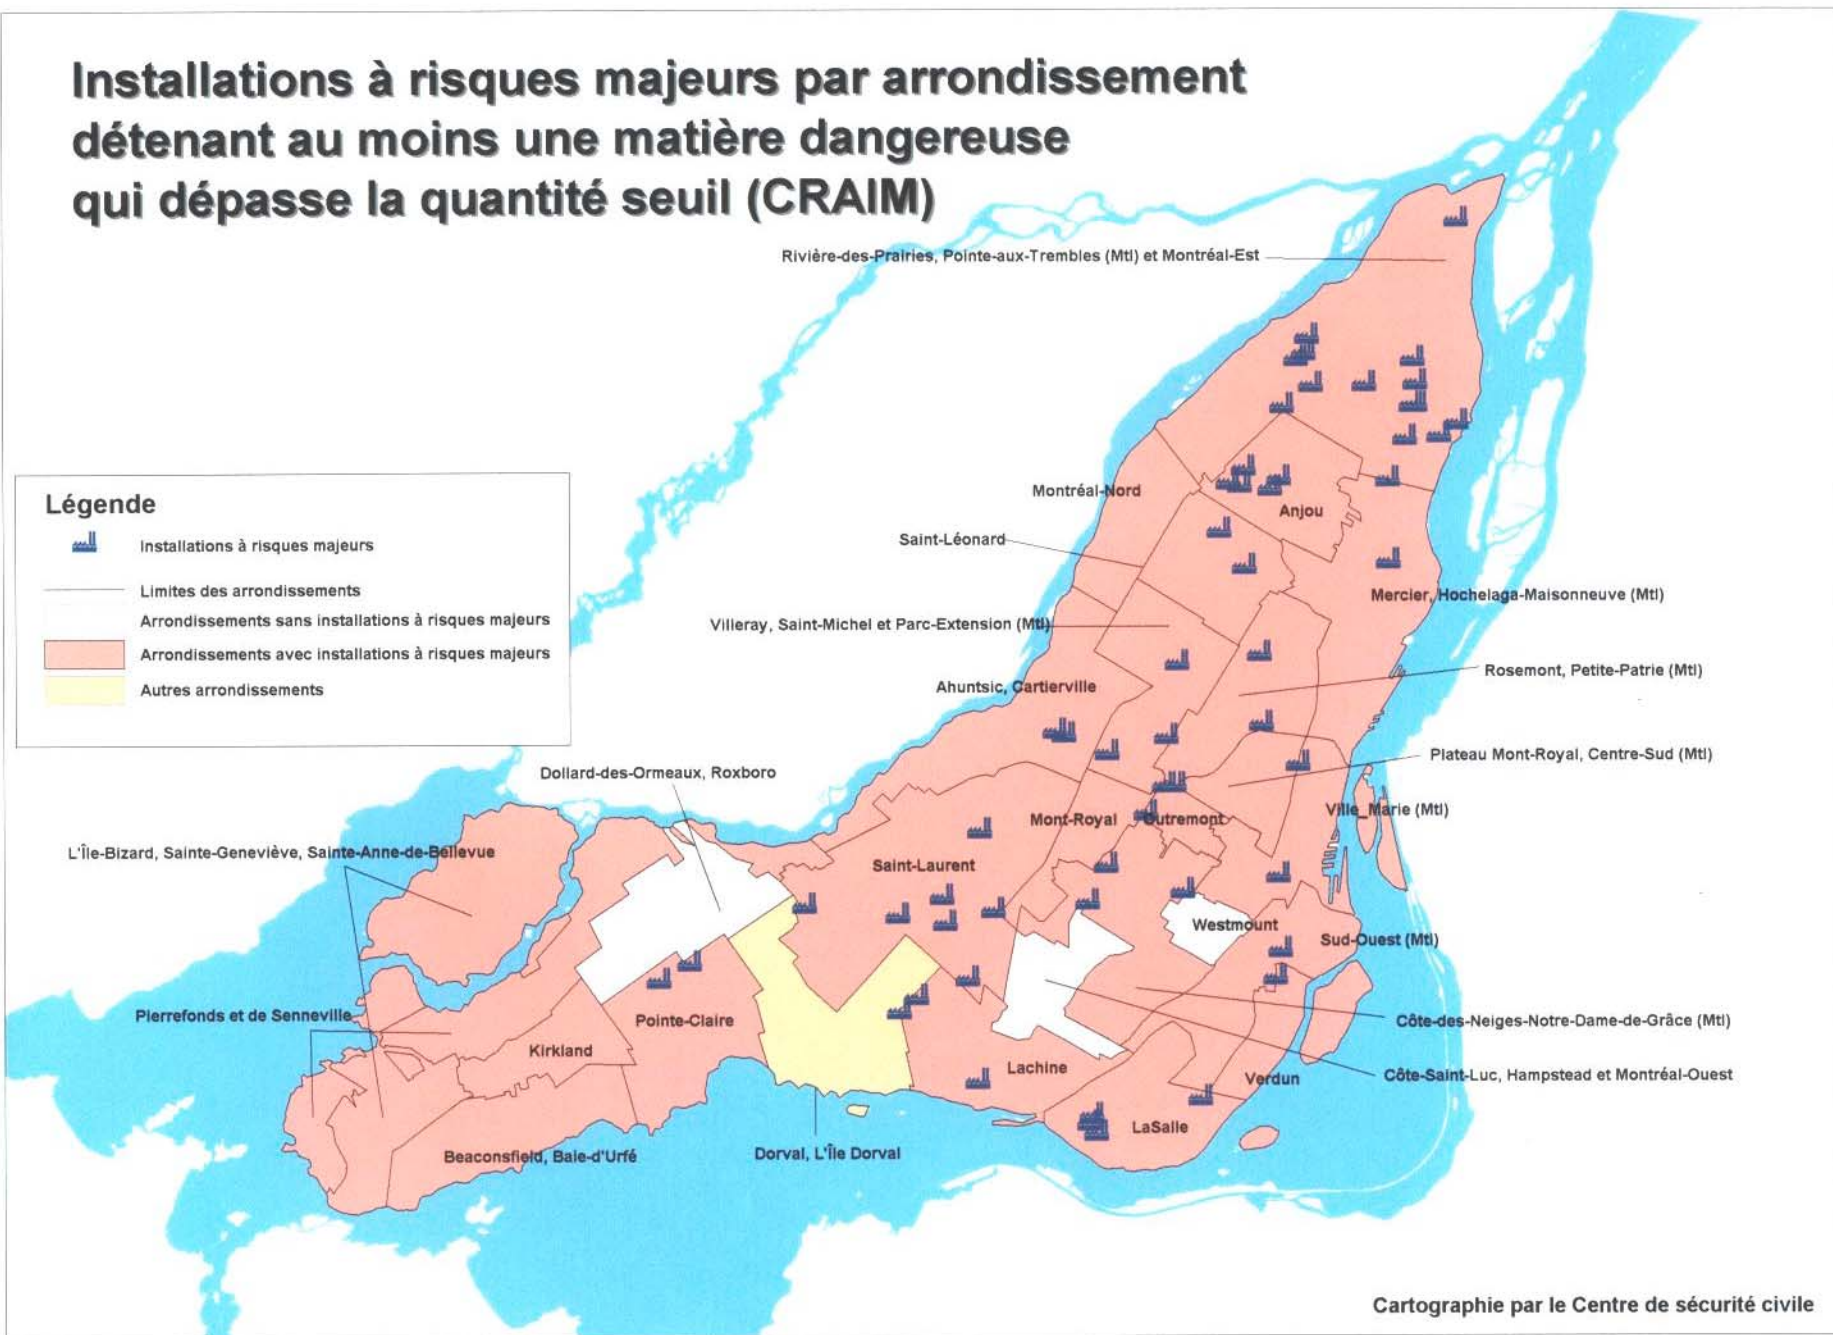 Installations à risques majeurs par arrondissement
détenant au moins une matière dangereuse
qui dépasse la quantité seuil (CRAIM)
Rivière-des-Prairies, Pointe-aux-Trembles (Mtl) et Montréal-Est
Légende
Installations à risques majeurs
Limites des arrondissements
Arrondissements sans installations à risques majeurs
Arrondissements avec installations à risques majeurs
Autres arrondissements
Montréal-Nord
Anjou
Saint-Léonard
Mercier, Hochelaga-Maisonneuve (Mtl)
Villeray, Saint-Michel et Parc-Extension (Mtl)
Rosemont, Petite-Patrie (Mtl)
Ahuntsic, Cartierville
Plateau Mont-Royal, Centre-Sud (Mtl)
Dollard-des-Ormeaux, Roxboro
Ville_Marie (Mtl)
Mont-Royal
Outremont
L'Île-Bizard, Sainte-Geneviève, Sainte-Anne-de-Bellevue
Saint-Laurent
Westmount
Sud-Ouest (Mtl)
Pierrefonds et de Senneville
Pointe-Claire
Côte-des-Neiges-Notre-Dame-de-Grâce (Mtl)
Kirkland
Lachine
Verdun
Côte-Saint-Luc, Hampstead et Montréal-Ouest
LaSalle
Beaconsfield, Baie-d'Urfé
Dorval, L'Île Dorval
Cartographie par le Centre de sécurité civile